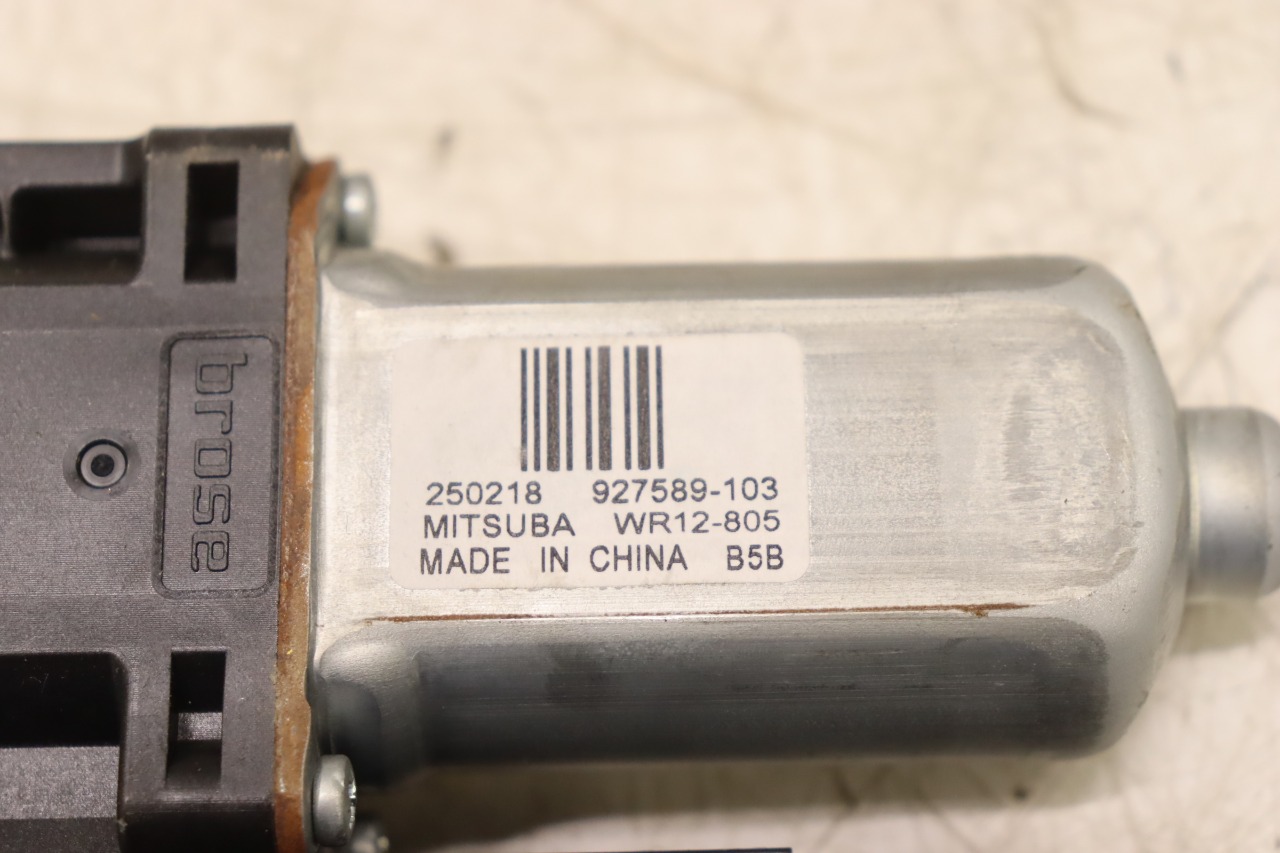 brose
250218 927589-103
MITSUBA WR12-805
MADE IN CHINA B5B